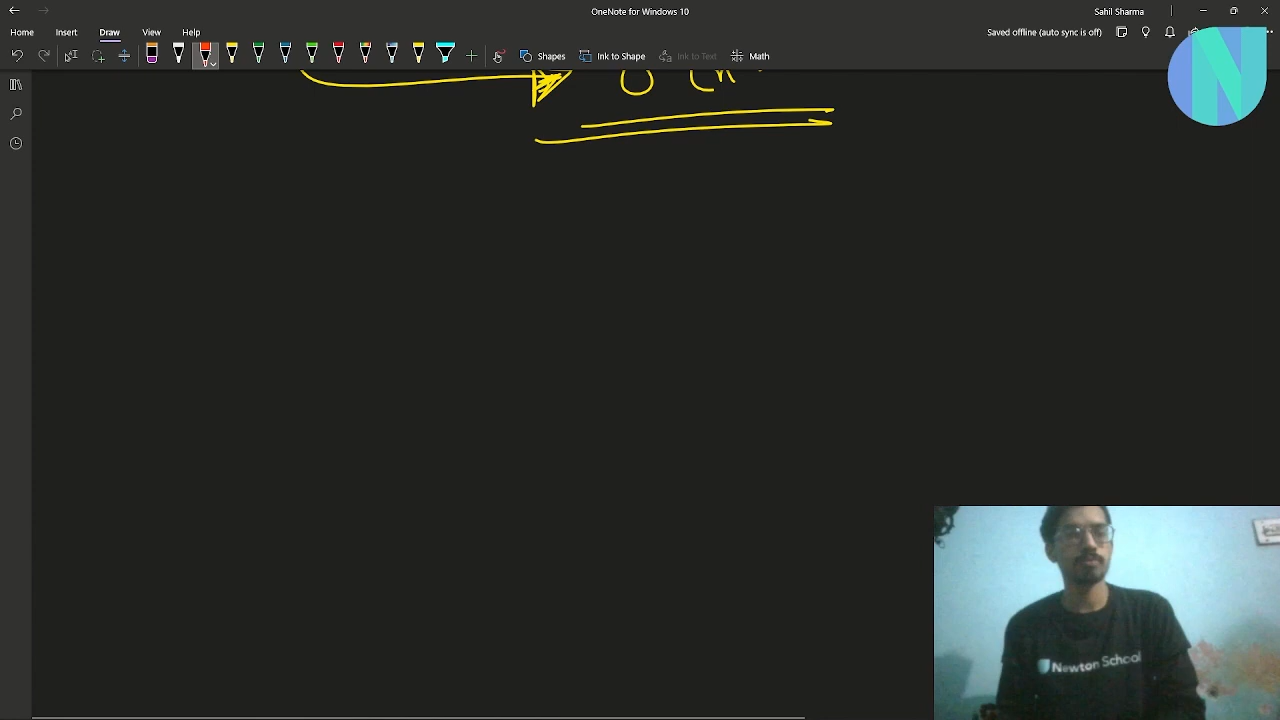 OneNote for Windows 10
Sahil Sharma
Home Insert Draw View Help
Saved offline (auto sync is off)
Shapes Ink to Shape Ink to Text Math
Newton School